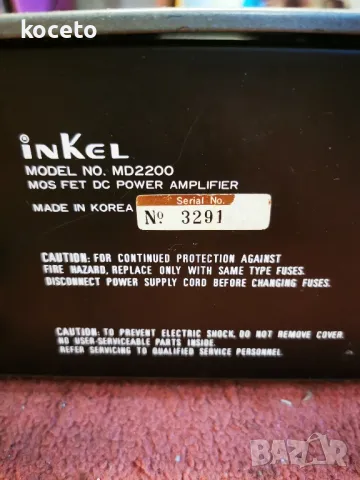 koceto
® inKEL
MODEL NO. MD2200
MOS FET DC POWER AMPLIFIER
MADE IN KOREA
Serial No.
Nº 3291
CAUTION: FOR CONTINUED PROTECTION AGAINST
FIRE HAZARD, REPLACE ONLY WITH SAME TYPE FUSES.
DISCONNECT POWER SUPPLY CORD BEFORE CHANGING FUSES.
CAUTION: TO PREVENT ELECTRIC SHOCK, DO NOT REMOVE COVER.
NO USER-SERVICEABLE PARTS INSIDE.
REFER SERVICING TO QUALIFIED SERVICE PERSONNEL.
BAZAR
bg